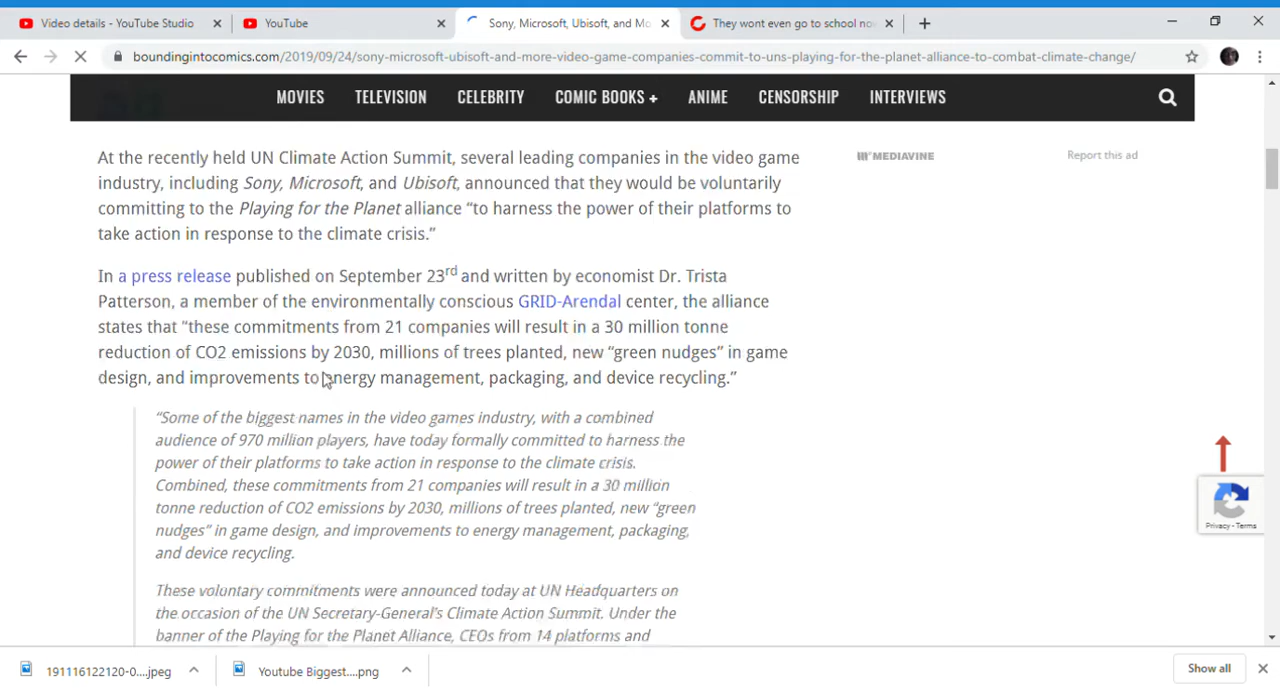 Video details - YouTube Studio
YouTube
Sony, Microsoft, Ubisoft, and Mo
They wont even go to school no
boundingintocomics.com/2019/09/24/sony-microsoft-ubisoft-and-more-video-game-companies-commit-to-uns-playing-for-the-planet-alliance-to-combat-climate-change/
MOVIES TELEVISION CELEBRITY COMIC BOOKS + ANIME CENSORSHIP INTERVIEWS
At the recently held UN Climate Action Summit, several leading companies in the video game
industry, including Sony, Microsoft, and Ubisoft, announced that they would be voluntarily
committing to the Playing for the Planet alliance “to harness the power of their platforms to
take action in response to the climate crisis.”
MEDIAVINE
Report this ad
In a press release published on September 23rd and written by economist Dr. Trista
Patterson, a member of the environmentally conscious GRID-Arendal center, the alliance
states that “these commitments from 21 companies will result in a 30 million tonne
reduction of CO2 emissions by 2030, millions of trees planted, new “green nudges” in game
design, and improvements to energy management, packaging, and device recycling.”
“Some of the biggest names in the video games industry, with a combined
audience of 970 million players, have today formally committed to harness the
power of their platforms to take action in response to the climate crisis.
Combined, these commitments from 21 companies will result in a 30 million
tonne reduction of CO2 emissions by 2030, millions of trees planted, new “green
nudges” in game design, and improvements to energy management, packaging,
and device recycling.
These voluntary commitments were announced today at UN Headquarters on
the occasion of the UN Secretary-General’s Climate Action Summit. Under the
banner of the Playing for the Planet Alliance, CEOs from 14 platforms and
Privacy - Terms
191116122120-0....jpeg
Youtube Biggest....png
Show all